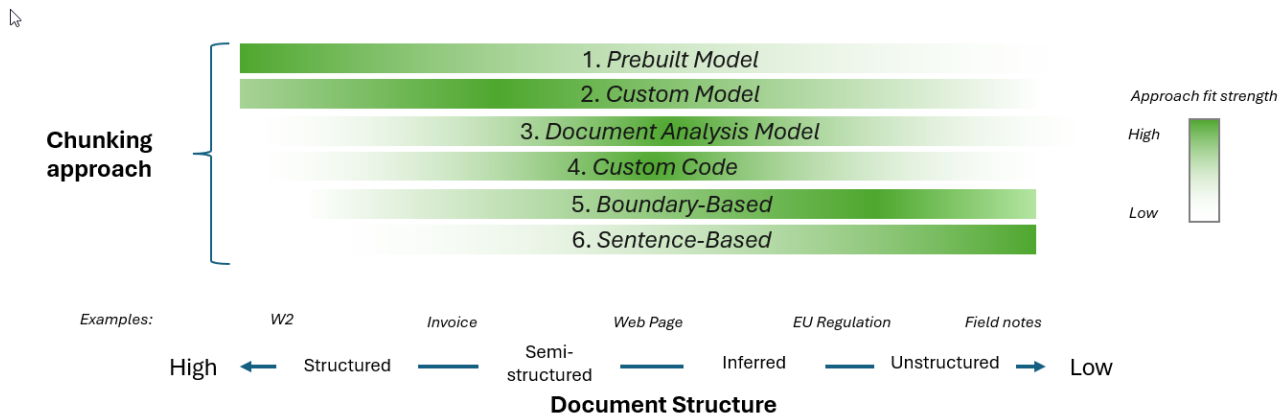 1. Prebuilt Model
2. Custom Model
3. Document Analysis Model
4. Custom Code
5. Boundary-Based
6. Sentence-Based
Chunking
approach
Approach fit strength
High
Low
Examples:
W2
Invoice
Web Page
EU Regulation
Field notes
High
Structured
Semi-
structured
Inferred
Unstructured
Low
Document Structure